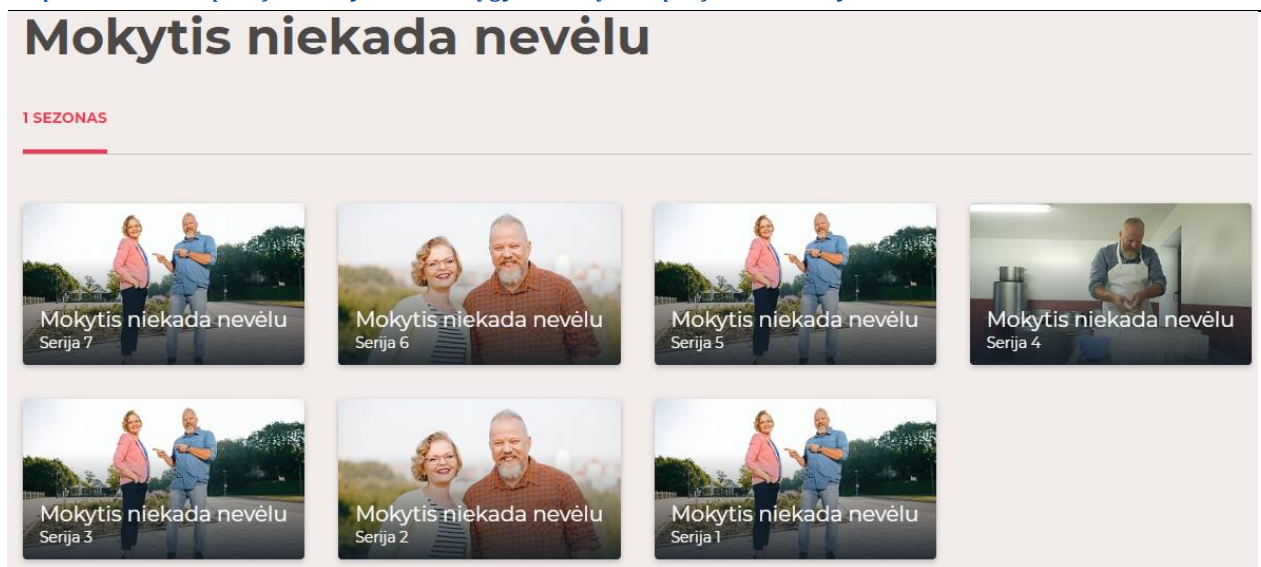 Mokytis niekada nevėlu
1 SEZONAS
Mokytis niekada nevėlu
Serija 7
Mokytis niekada nevėlu
Serija 6
Mokytis niekada nevėlu
Serija 5
Mokytis niekada nevėlu
Serija 4
Mokytis niekada nevėlu
Serija 3
Mokytis niekada nevėlu
Serija 2
Mokytis niekada nevėlu
Serija 1